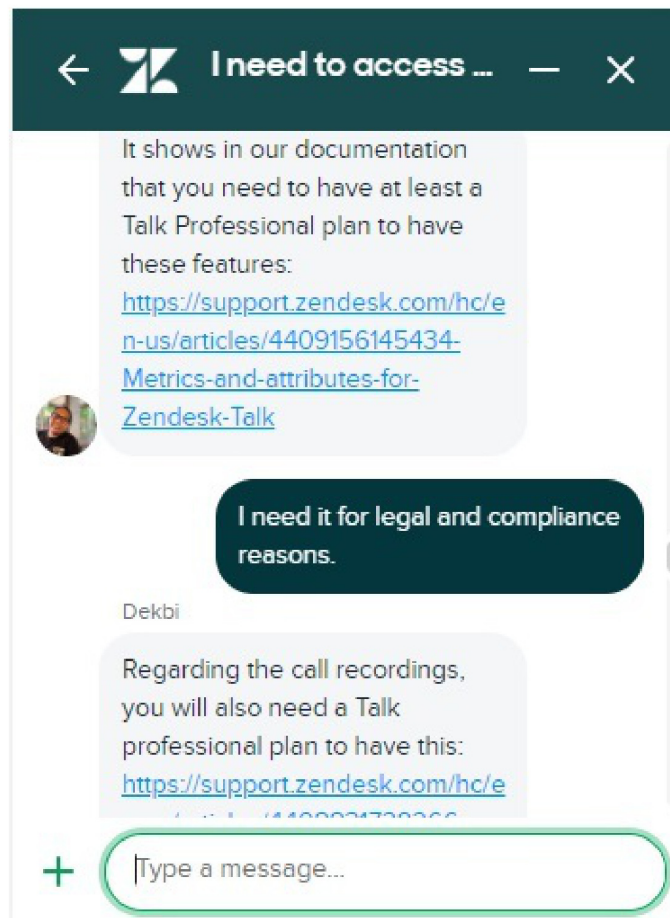 I need to access ...
It shows in our documentation
that you need to have at least a
Talk Professional plan to have
these features:
https://support.zendesk.com/hc/e
n-us/articles/4409156145434-
Metrics-and-attributes-for-
Zendesk-Talk
I need it for legal and compliance
reasons.
Dekbi
Regarding the call recordings,
you will also need a Talk
professional plan to have this:
https://support.zendesk.com/hc/e
Type a message...